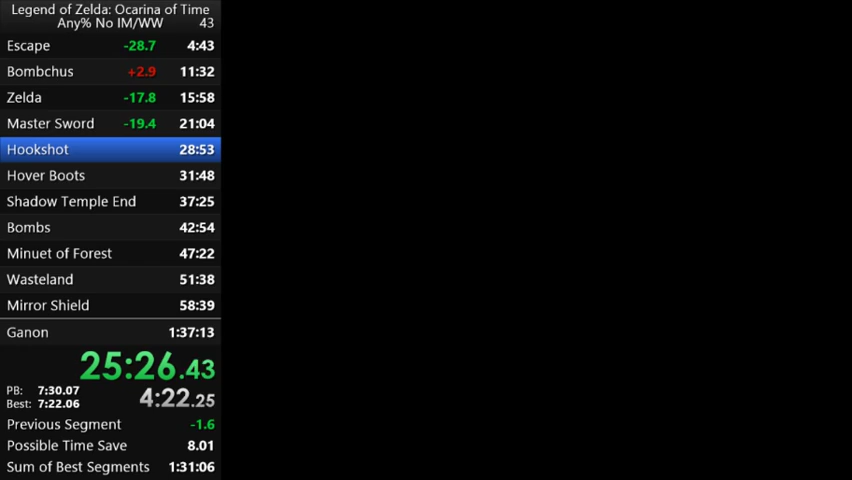 Legend of Zelda: Ocarina of Time
Any% No IM/WW 43
Escape -28.7 4:43
Bombchus +2.9 11:32
Zelda -17.8 15:58
Master Sword -19.4 21:04
Hookshot 28:53
Hover Boots 31:48
Shadow Temple End 37:25
Bombs 42:54
Minuet of Forest 47:22
Wasteland 51:38
Mirror Shield 58:39
Ganon 1:37:13
25:26.43
PB: 7:30.07
Best: 7:22.06 4:22.25
Previous Segment -1.6
Possible Time Save 8.01
Sum of Best Segments 1:31:06